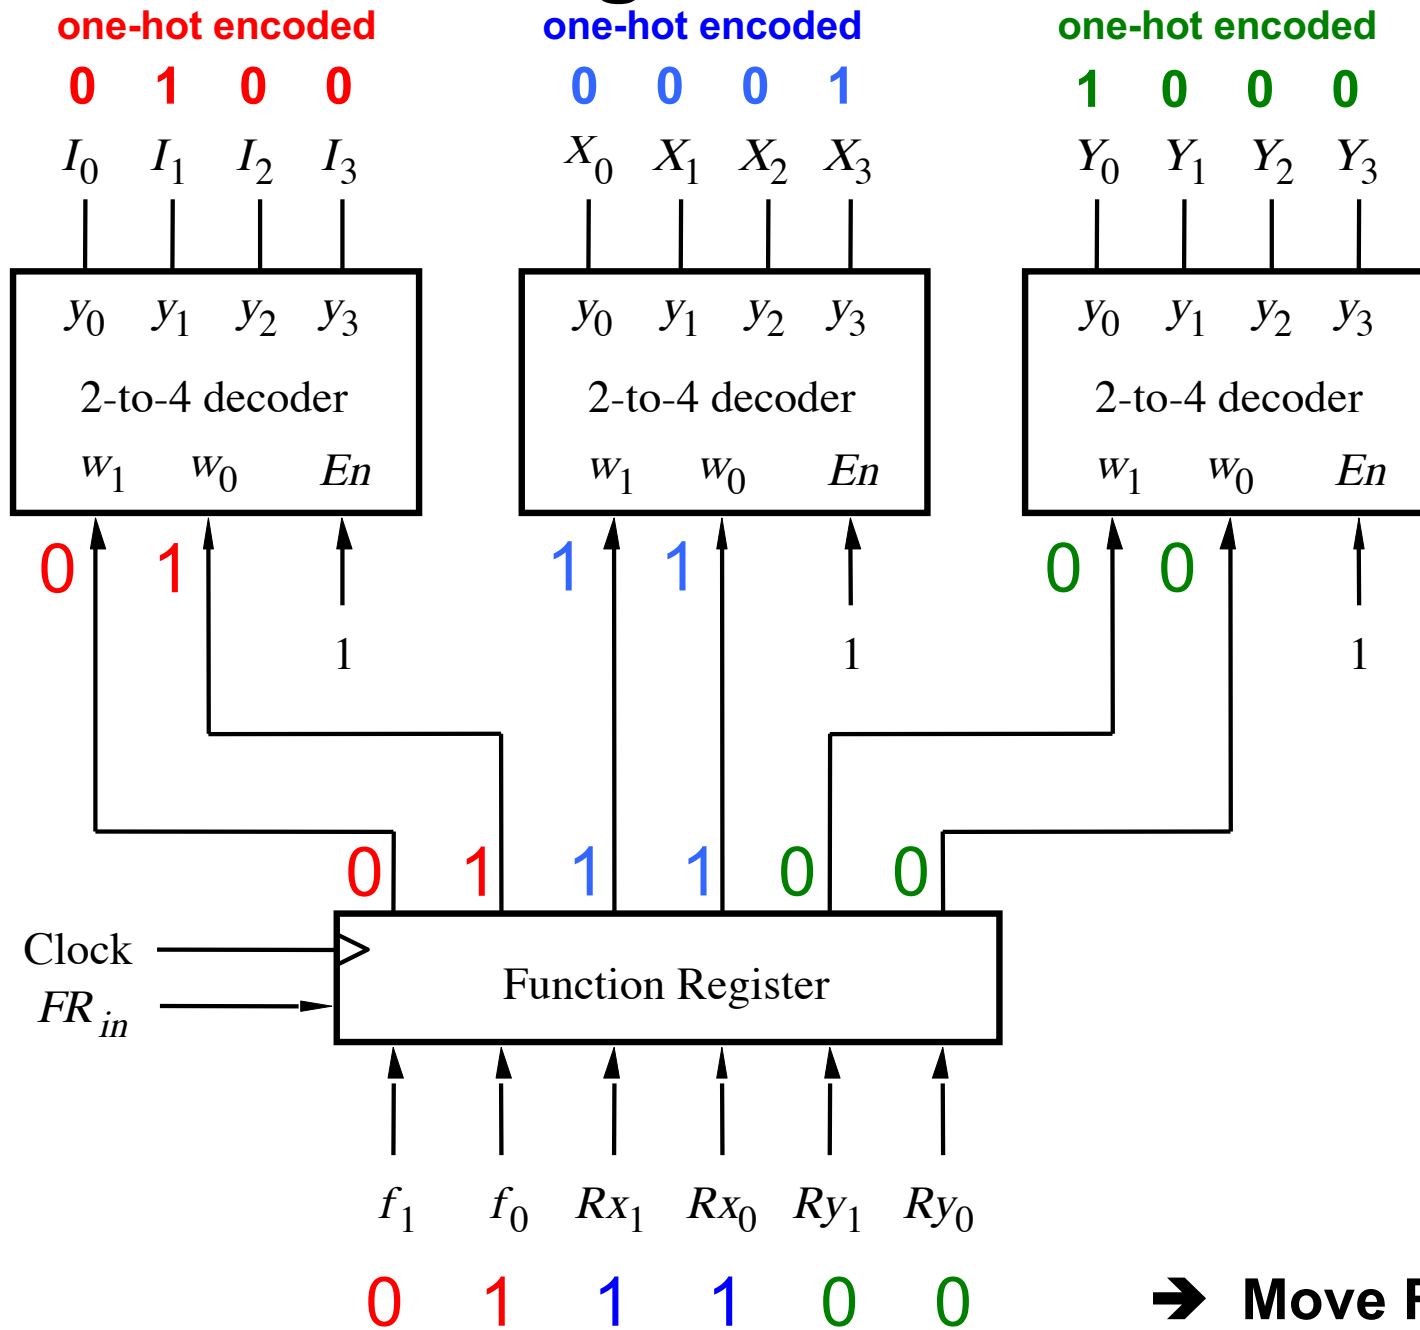 one-hot encoded one-hot encoded one-hot encoded
0 1 0 0 0 0 0 1 1 0 0 0
I0 I1 I2 I3 X0 X1 X2 X3 Y0 Y1 Y2 Y3
y0 y1 y2 y3 y0 y1 y2 y3 y0 y1 y2 y3
2-to-4 decoder 2-to-4 decoder 2-to-4 decoder
w1 w0 En w1 w0 En w1 w0 En
0 1 1 1 0 0
1 1 1
0 1 1 1 0 0
Clock
Function Register
FRin
f1 f0 Rx1 Rx0 Ry1 Ry0
0 1 1 1 0 0
➔ Move